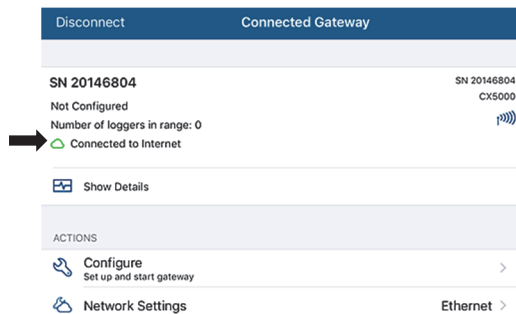 Disconnect Connected Gateway
SN 20146804 SN 20146804
Not Configured CX5000
Number of loggers in range: 0
Connected to Internet
Show Details
ACTIONS
Configure
Set up and start gateway
Network Settings Ethernet